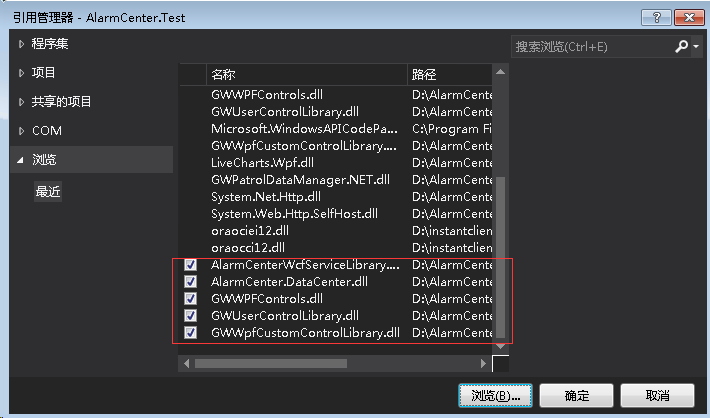 引用管理器 - AlarmCenter.Test
程序集
项目
共享的项目
COM
浏览
最近
搜索浏览(Ctrl+E)
名称 路径
GWWPFControls.dll D:\AlarmCente
GWUserControlLibrary.dll D:\AlarmCente
Microsoft.WindowsAPICodePa... C:\Program Fi
GWWpfCustomControlLibrary.... D:\AlarmCente
LiveCharts.Wpf.dll D:\AlarmCente
GWPatrolDataManager.NET.dll D:\AlarmCente
System.Net.Http.dll D:\AlarmCente
System.Web.Http.SelfHost.dll D:\AlarmCente
oraociei12.dll D:\instantclien
oraocci12.dll D:\instantclien
AlarmCenterWcfServiceLibrary.... D:\AlarmCente
AlarmCenter.DataCenter.dll D:\AlarmCente
GWWPFControls.dll D:\AlarmCente
GWUserControlLibrary.dll D:\AlarmCente
GWWpfCustomControlLibrary.dll D:\AlarmCente
浏览(B)... 确定 取消